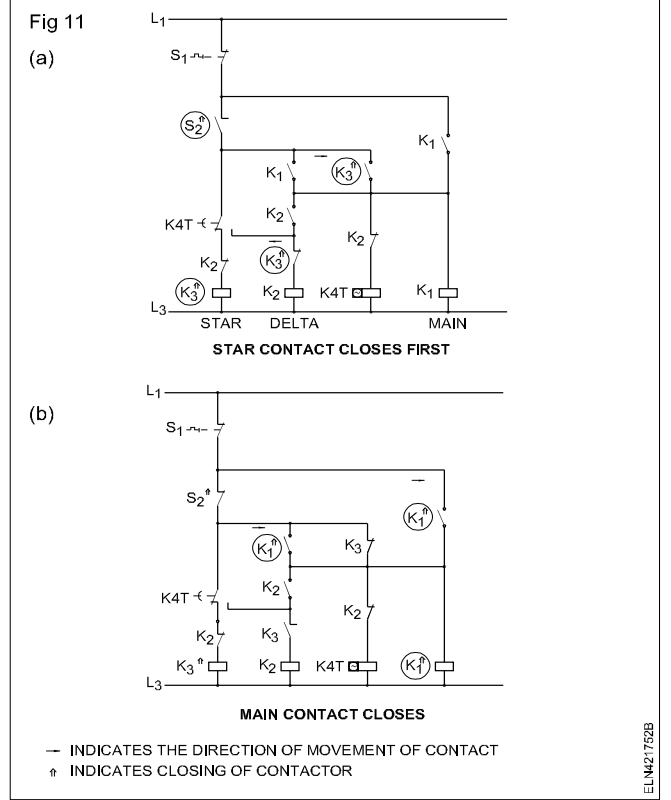 Fig 11
(a)
L1
S1
S2
K1
K1
K3
K4T
K2
K2
K2
K3
K3
K2
K4T
K1
L3
STAR DELTA MAIN
STAR CONTACT CLOSES FIRST
(b)
L1
S1
S2
K1
K1
K3
K4T
K2
K2
K2
K3
K3
K2
K4T
K1
L3
MAIN CONTACT CLOSES
→ INDICATES THE DIRECTION OF MOVEMENT OF CONTACT
⇑ INDICATES CLOSING OF CONTACTOR
ELN421752B